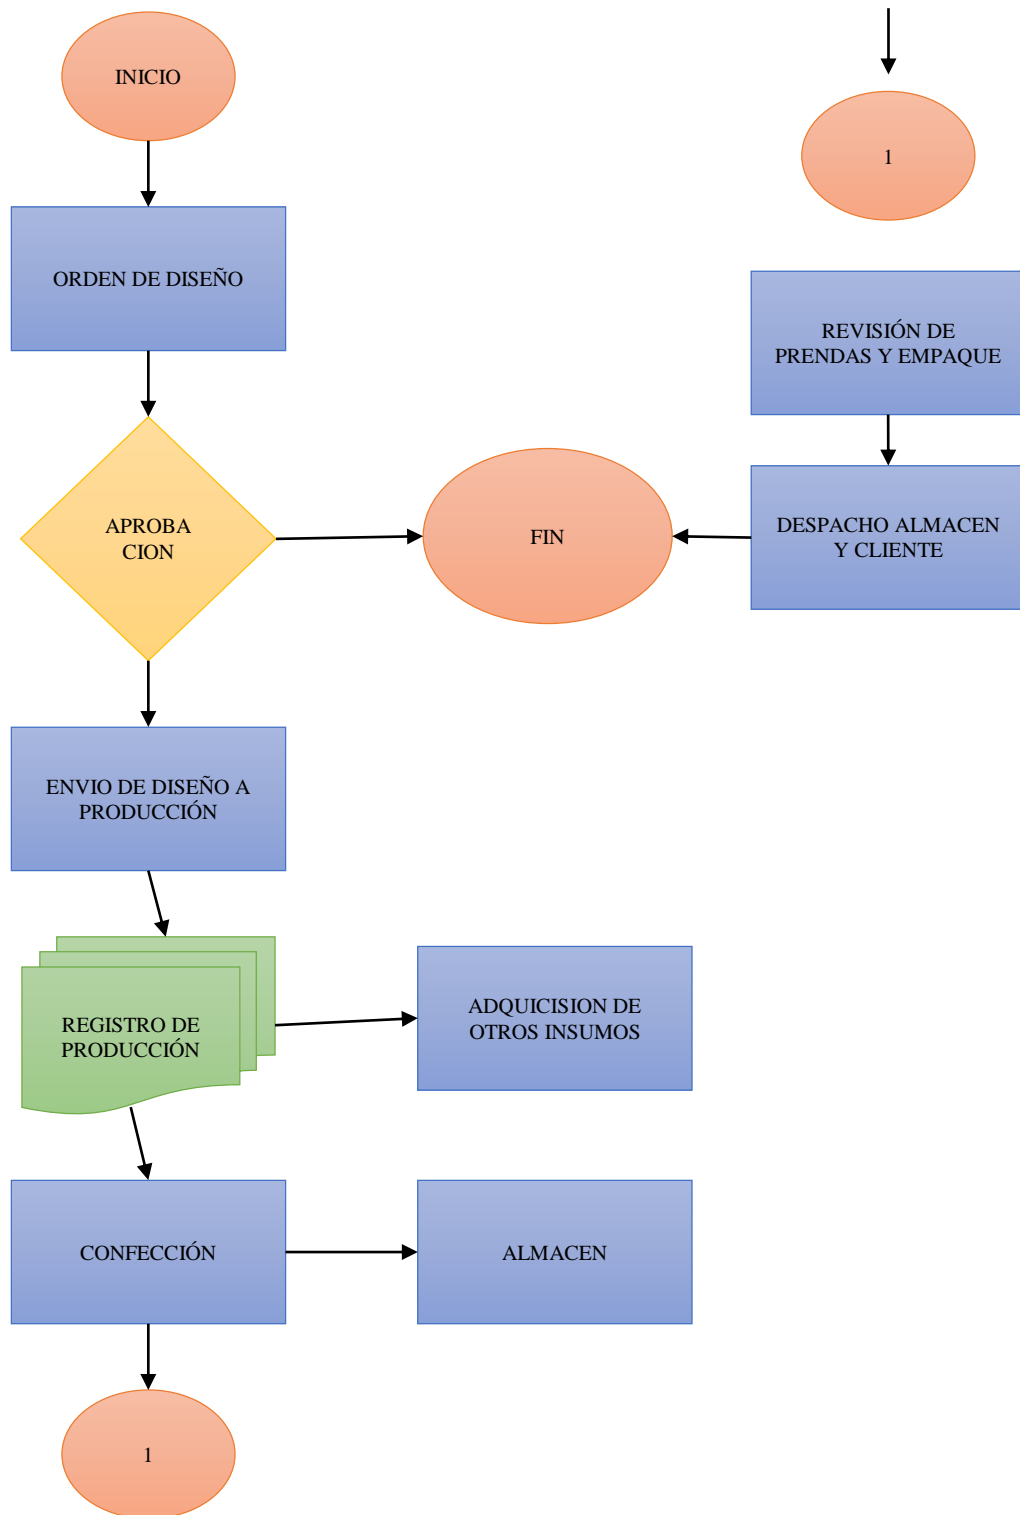 INICIO
ORDEN DE DISEÑO
APROBA
CION
FIN
ENVIO DE DISEÑO A
PRODUCCIÓN
REGISTRO DE
PRODUCCIÓN
ADQUICISION DE
OTROS INSUMOS
CONFECCIÓN
ALMACEN
1
1
REVISIÓN DE
PRENDAS Y EMPAQUE
DESPACHO ALMACEN
Y CLIENTE